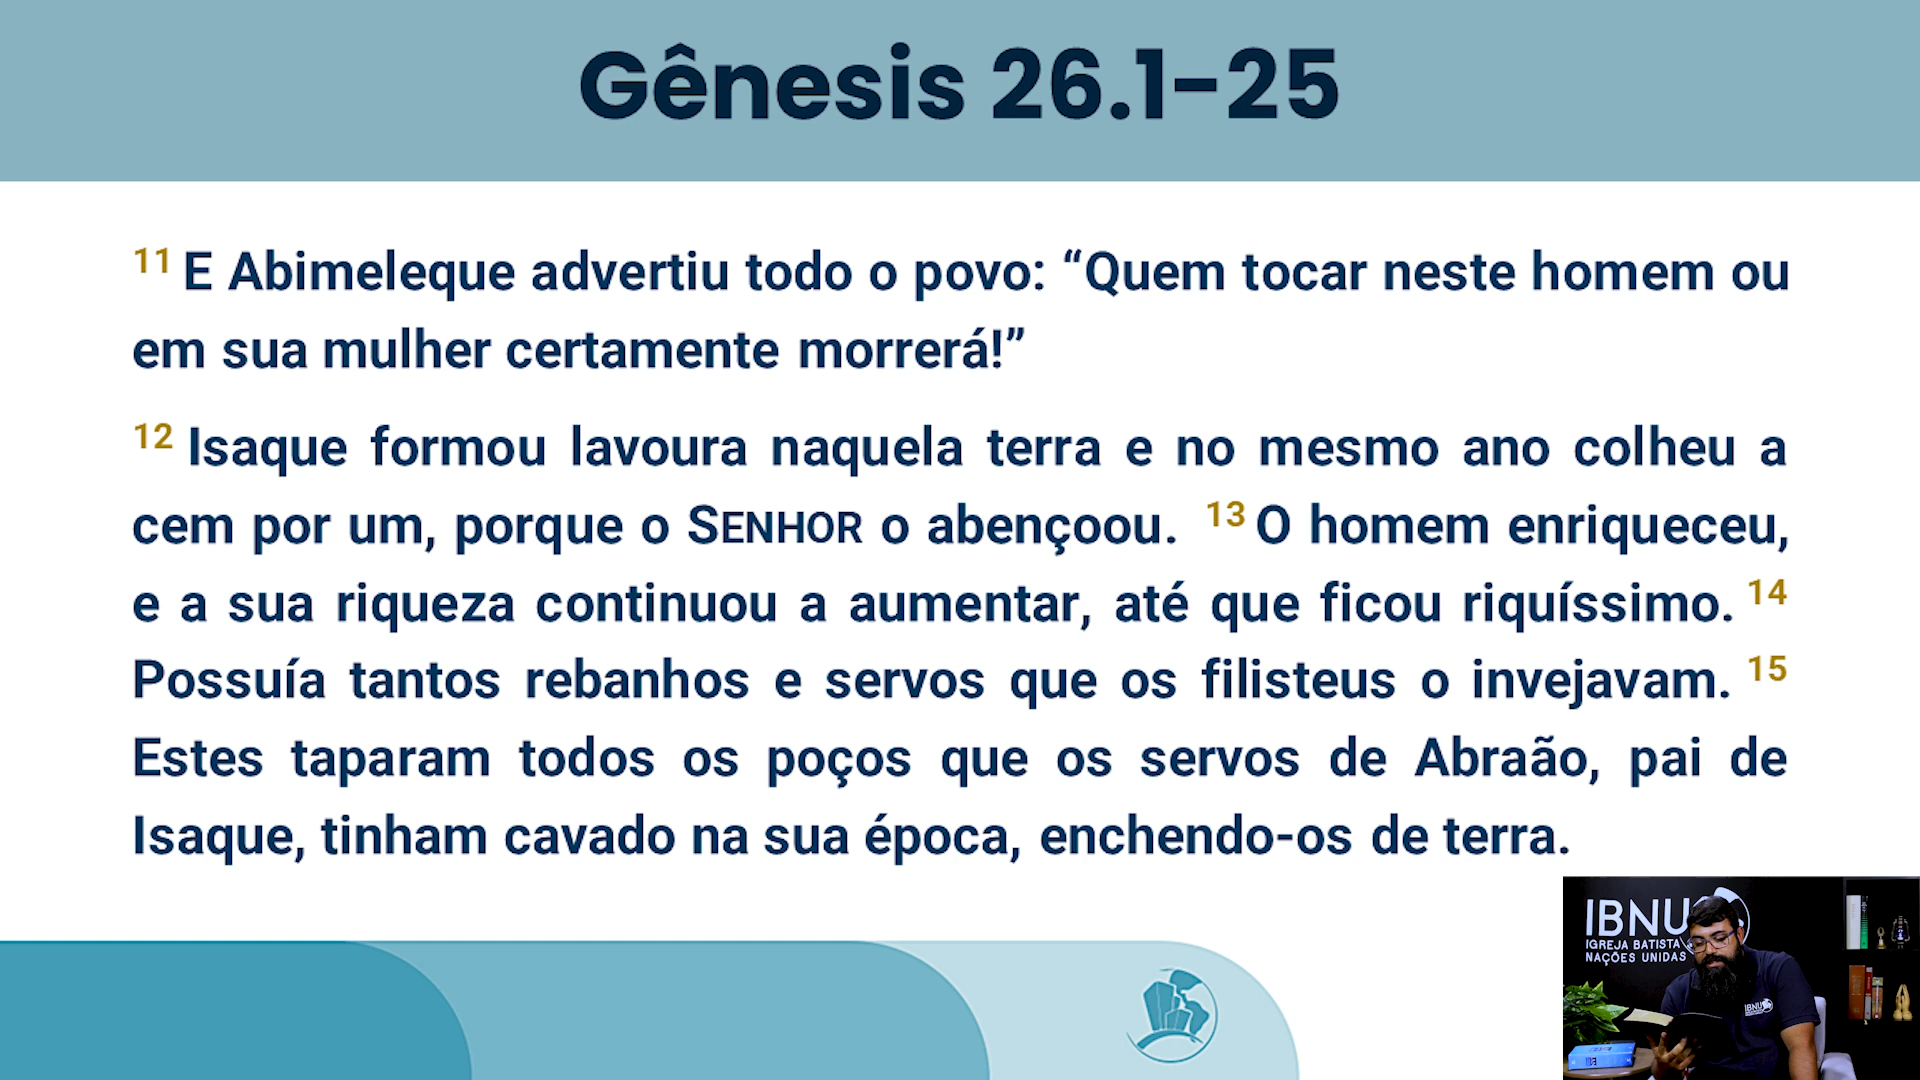 Gênesis 26.1-25
11 E Abimeleque advertiu todo o povo: “Quem tocar neste homem ou
em sua mulher certamente morrerá!”
12 Isaque formou lavoura naquela terra e no mesmo ano colheu a
cem por um, porque o SENHOR o abençoou. 13 O homem enriqueceu,
e a sua riqueza continuou a aumentar, até que ficou riquíssimo. 14
Possuía tantos rebanhos e servos que os filisteus o invejavam. 15
Estes taparam todos os poços que os servos de Abraão, pai de
Isaque, tinham cavado na sua época, enchendo-os de terra.
IBNU
IGREJA BATISTA
NAÇÕES UNIDAS
IBNU